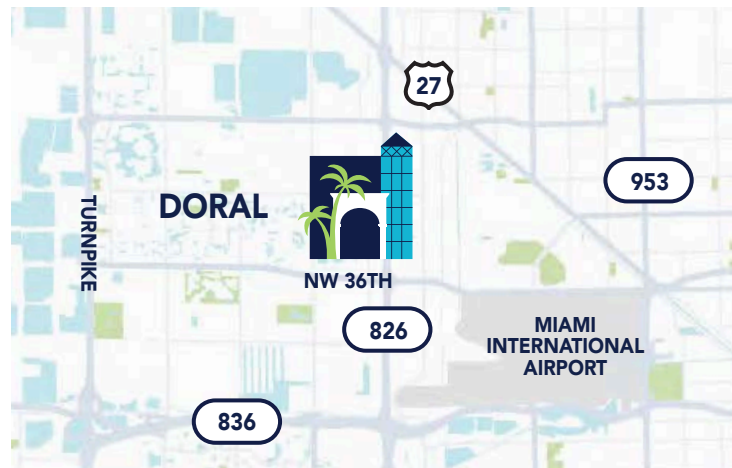 27
953
DORAL
TURNPIKE
NW 36TH
826
MIAMI
INTERNATIONAL
AIRPORT
836